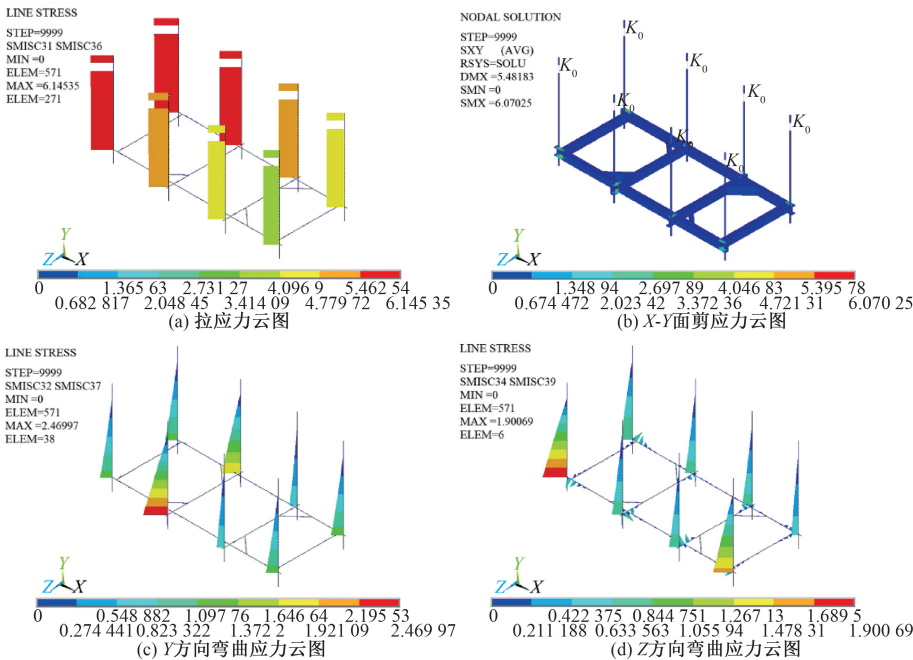 LINE STRESS
STEP=9999
SMISC31 SMISC36
MIN =0
ELEM=571
MAX =6.14535
ELEM=271
Y
Z X
0 1.365 63 2.731 27 4.096 9 5.462 54
0.682 817 2.048 45 3.414 09 4.779 72 6.145 35
(a) 拉应力云图
NODAL SOLUTION
STEP=9999
SXY (AVG)
RSYS=SOLU
DMX =5.48183
SMN =0
SMX =6.07025
K0
K0
K0
K0
K0
K0
K0
K0
Y
Z X
0 1.348 94 2.697 89 4.046 83 5.395 78
0.674 472 2.023 42 3.372 36 4.721 31 6.070 25
(b) X-Y面剪应力云图
LINE STRESS
STEP=9999
SMISC32 SMISC37
MIN =0
ELEM=571
MAX =2.46997
ELEM=38
Y
Z X
0 0.548 882 1.097 76 1.646 64 2.195 53
0.274 441 0.823 322 1.372 2 1.921 09 2.469 97
(c) Y方向弯曲应力云图
LINE STRESS
STEP=9999
SMISC34 SMISC39
MIN =0
ELEM=571
MAX =1.90069
ELEM=6
Y
Z X
0 0.422 375 0.844 751 1.267 13 1.689 5
0.211 188 0.633 563 1.055 94 1.478 31 1.900 69
(d) Z方向弯曲应力云图